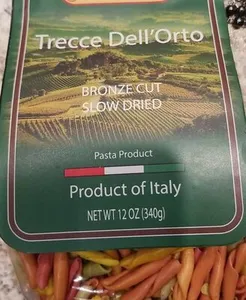 Trecce Dell'Orto
BRONZE CUT
SLOW DRIED
Pasta Product
Product of Italy
NET WT 12 OZ (340g)